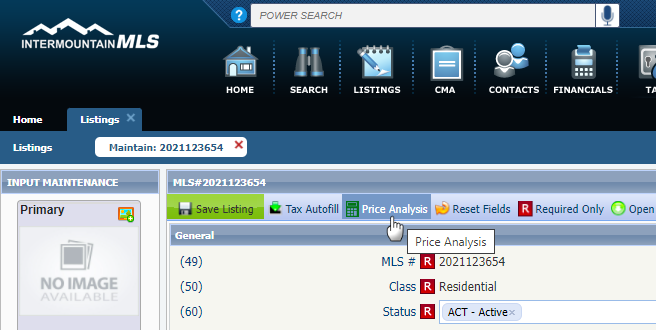 ? POWER SEARCH
INTERMOUNTAIN MLS
HOME SEARCH LISTINGS CMA CONTACTS FINANCIALS TA
Home Listings ×
Listings Maintain: 2021123654 ×
INPUT MAINTENANCE
Primary
NO IMAGE
AVAILABLE
MLS#2021123654
Save Listing Tax Autofill Price Analysis Reset Fields R Required Only Open
Price Analysis
General
(49) MLS # R 2021123654
(50) Class R Residential
(60) Status R ACT - Active×